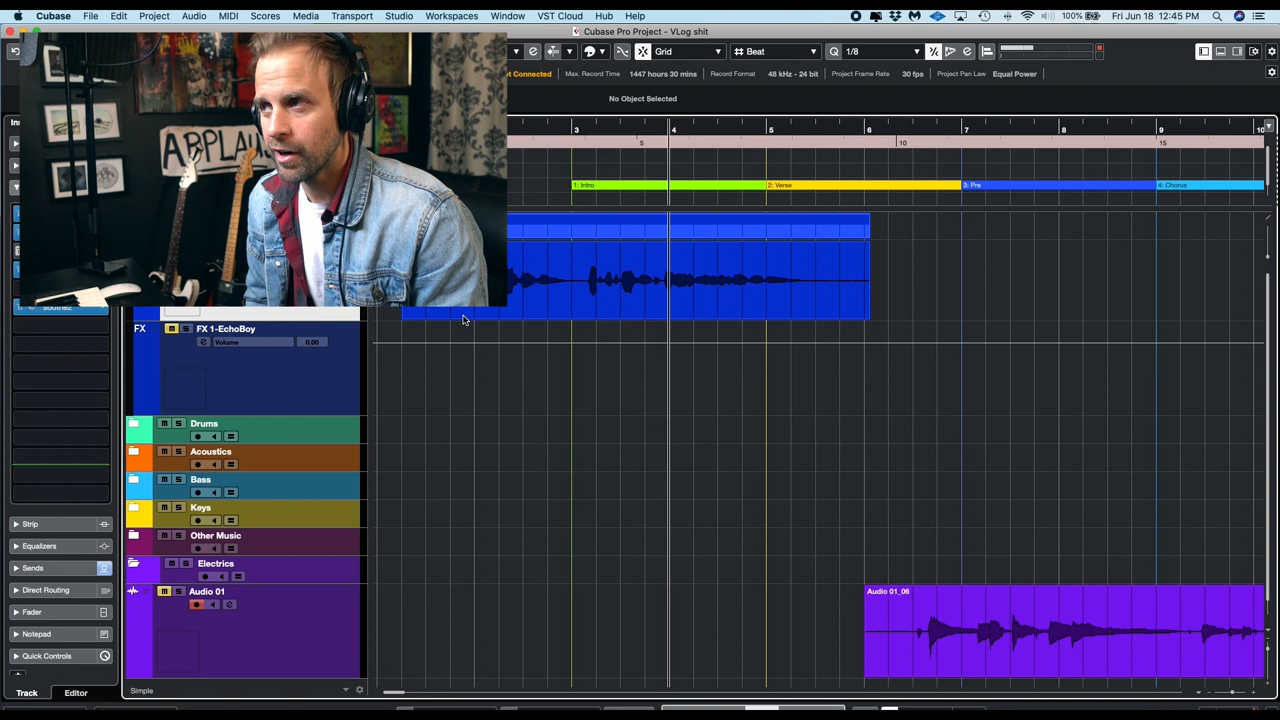 Cubase File Edit Project Audio MIDI Scores Media Transport Studio Workspaces Window VST Cloud Hub Help 100% Fri Jun 18 12:45 PM
Cubase Pro Project - VLog shit
Grid Beat Q 1/8
Connected Max. Record Time 1447 hours 30 mins Record Format 48 kHz - 24 bit Project Frame Rate 30 fps Project Pan Law Equal Power
No Object Selected
3 4 5 6 7 8 9 10
5 10 15
1: Intro 2: Verse 3: Pre 4: Chorus
APPLAU
FX M S FX 1-EchoBoy
e Volume 0.00
M S Drums
M S Acoustics
M S Bass
M S Keys
M S Other Music
M S Electrics
M S Audio 01
Audio 01_06
Strip
Equalizers
Sends
Direct Routing
Fader
Notepad
Quick Controls
Track Editor
Simple